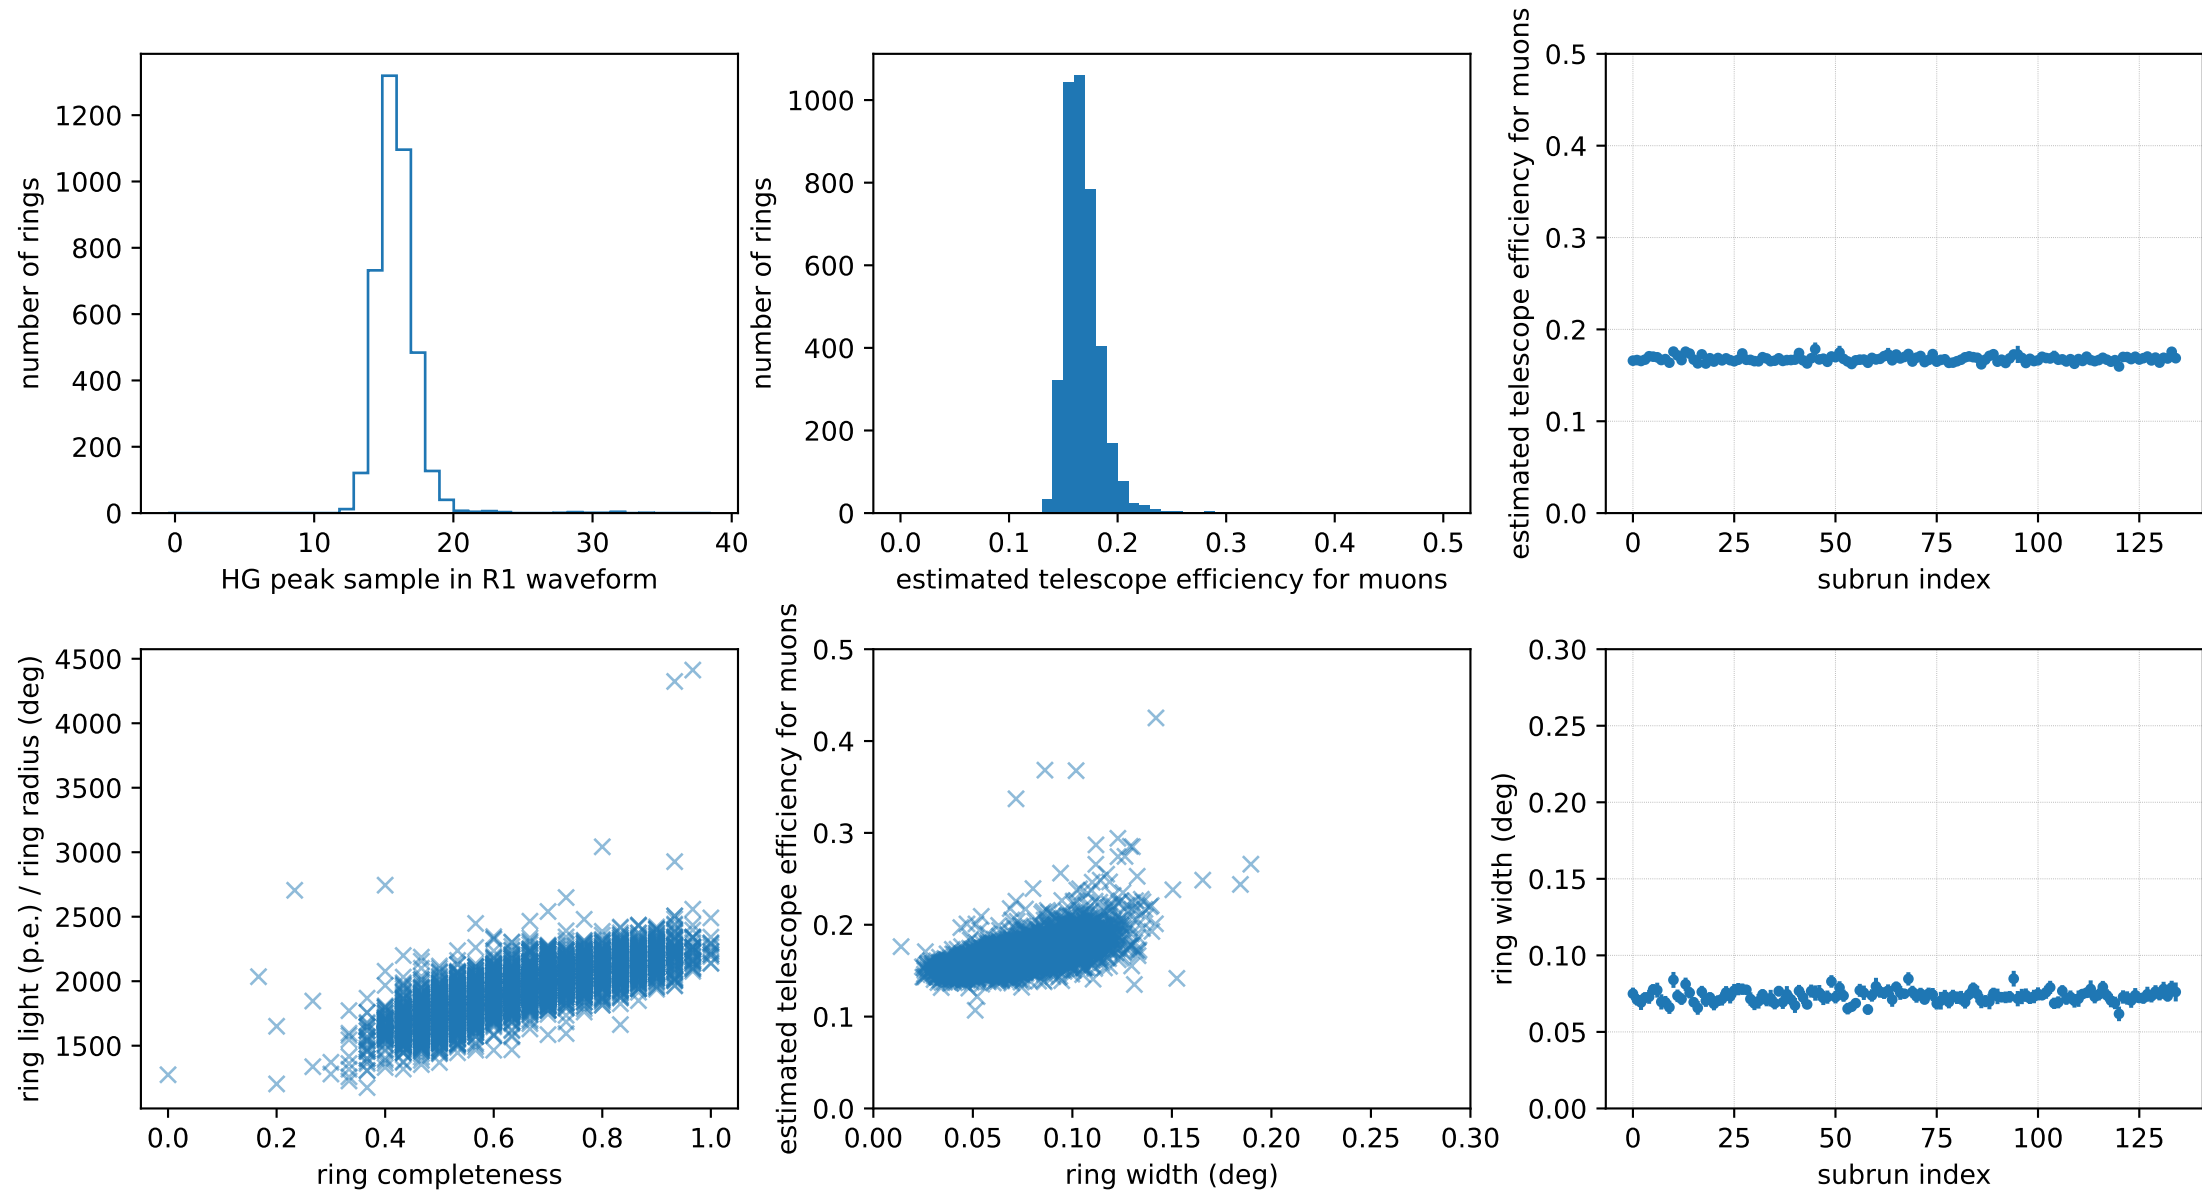 number of rings
1200
1000
800
600
400
200
0
0 10 20 30 40
HG peak sample in R1 waveform
number of rings
1000
800
600
400
200
0
0.0 0.1 0.2 0.3 0.4 0.5
estimated telescope efficiency for muons
estimated telescope efficiency for muons
0.5
0.4
0.3
0.2
0.1
0.0
0 25 50 75 100 125
subrun index
ring light (p.e.) / ring radius (deg)
4500
4000
3500
3000
2500
2000
1500
0.0 0.2 0.4 0.6 0.8 1.0
ring completeness
estimated telescope efficiency for muons
0.5
0.4
0.3
0.2
0.1
0.0
0.00 0.05 0.10 0.15 0.20 0.25 0.30
ring width (deg)
ring width (deg)
0.30
0.25
0.20
0.15
0.10
0.05
0.00
0 25 50 75 100 125
subrun index